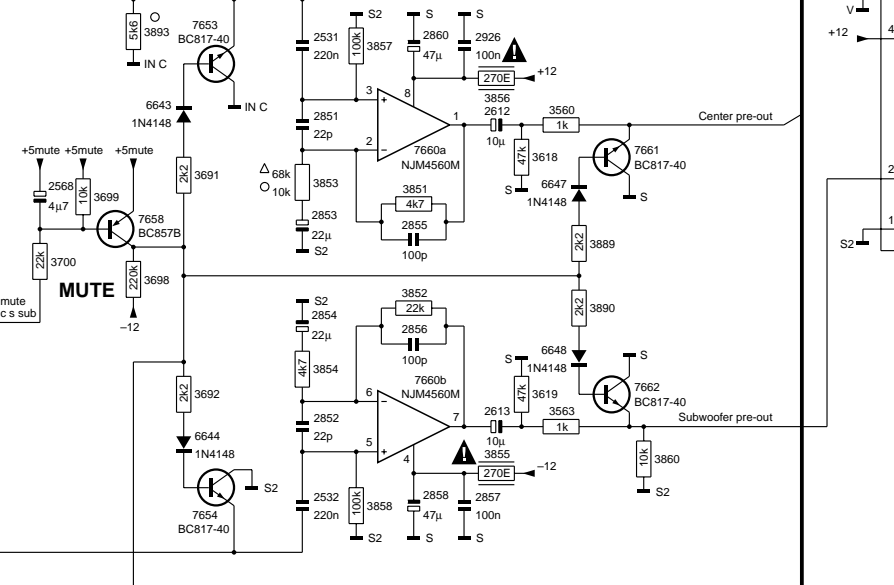 5k6
3893
IN C
7653
BC817-40
IN C
6643
1N4148
2k2
3691
+5mute +5mute +5mute
2568
4µ7
10k
3699
7658
BC857B
22k
3700
220k
3698
MUTE
–12
mute
c s sub
2k2
3692
6644
1N4148
7654
BC817-40
S2
2531
220n
S2
100k
3857
S
2860
47µ
S
2926
100n
!
270E
+12
3856
2851
22p
3
+
8
1
2
–
7660a
NJM4560M
68k
10k
3853
2853
22µ
S2
3851
4k7
2855
100p
2612
10µ
47k
3618
S
3560
1k
Center pre-out
7661
BC817-40
S
6647
1N4148
2k2
3889
2k2
3890
6648
1N4148
S
7662
BC817-40
S2
2854
22µ
4k7
3854
3852
22k
2856
100p
7660b
NJM4560M
6
–
7
5
+
4
2852
22p
2532
220n
100k
3858
S2
2858
47µ
S
2857
100n
S
!
2613
10µ
3855
270E
–12
S
47k
3619
3563
1k
Subwoofer pre-out
10k
3860
S2
V
+12
4
2
1
S2